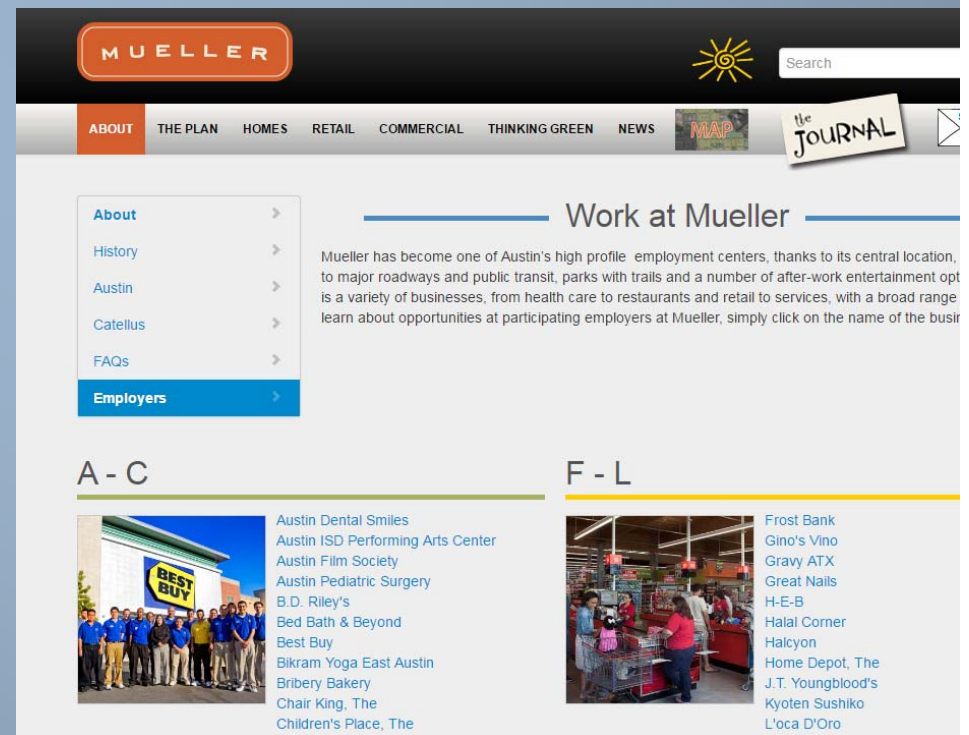 MUELLER
Search
ABOUT THE PLAN HOMES RETAIL COMMERCIAL THINKING GREEN NEWS MAP the JOURNAL
About
History
Austin
Catellus
FAQs
Employers
Work at Mueller
Mueller has become one of Austin's high profile employment centers, thanks to its central location,
to major roadways and public transit, parks with trails and a number of after-work entertainment opt
is a variety of businesses, from health care to restaurants and retail to services, with a broad range
learn about opportunities at participating employers at Mueller, simply click on the name of the busin
A - C
BEST
BUY
Austin Dental Smiles
Austin ISD Performing Arts Center
Austin Film Society
Austin Pediatric Surgery
B.D. Riley's
Bed Bath & Beyond
Best Buy
Bikram Yoga East Austin
Bribery Bakery
Chair King, The
Children's Place, The
F - L
Frost Bank
Gino's Vino
Gravy ATX
Great Nails
H-E-B
Halal Corner
Halcyon
Home Depot, The
J.T. Youngblood's
Kyoten Sushiko
L'oca D'Oro